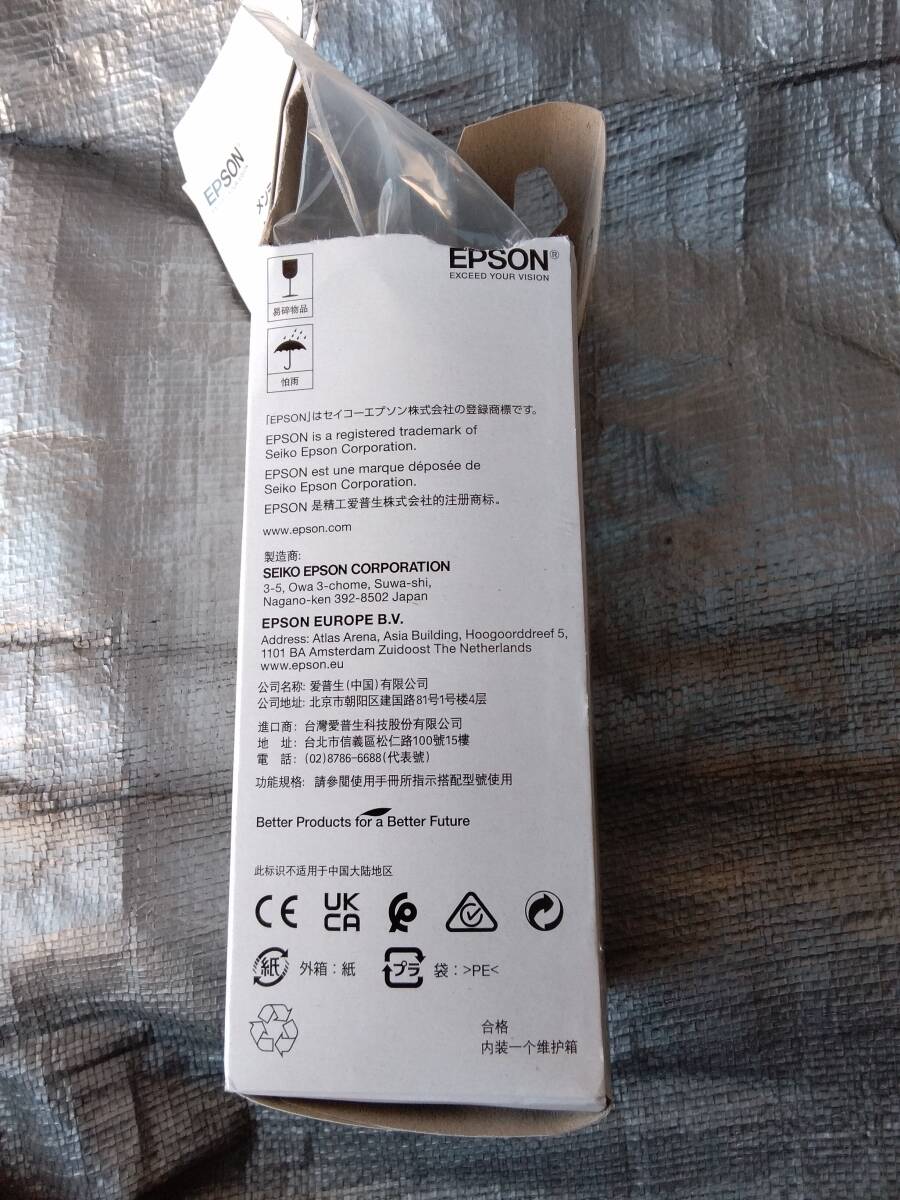 EPSON
メンテ
EPSON®
EXCEED YOUR VISION
易碎物品
怕雨
「EPSON」はセイコーエプソン株式会社の登録商標です。
EPSON is a registered trademark of
Seiko Epson Corporation.
EPSON est une marque déposée de
Seiko Epson Corporation.
EPSON 是精工爱普生株式会社的注册商标。
www.epson.com
製造商:
SEIKO EPSON CORPORATION
3-5, Owa 3-chome, Suwa-shi,
Nagano-ken 392-8502 Japan
EPSON EUROPE B.V.
Address: Atlas Arena, Asia Building, Hoogoorddreef 5,
1101 BA Amsterdam Zuidoost The Netherlands
www.epson.eu
公司名称: 爱普生(中国)有限公司
公司地址: 北京市朝阳区建国路81号1号楼4层
進口商: 台灣愛普生科技股份有限公司
地 址: 台北市信義區松仁路100號15樓
電 話: (02)8786-6688(代表號)
功能規格: 請參閱使用手冊所指示搭配型號使用
Better Products for a Better Future
此标识不适用于中国大陆地区
CE UK CA
紙 外箱：紙 プラ 袋：>PE<
合格
内装一个维护箱